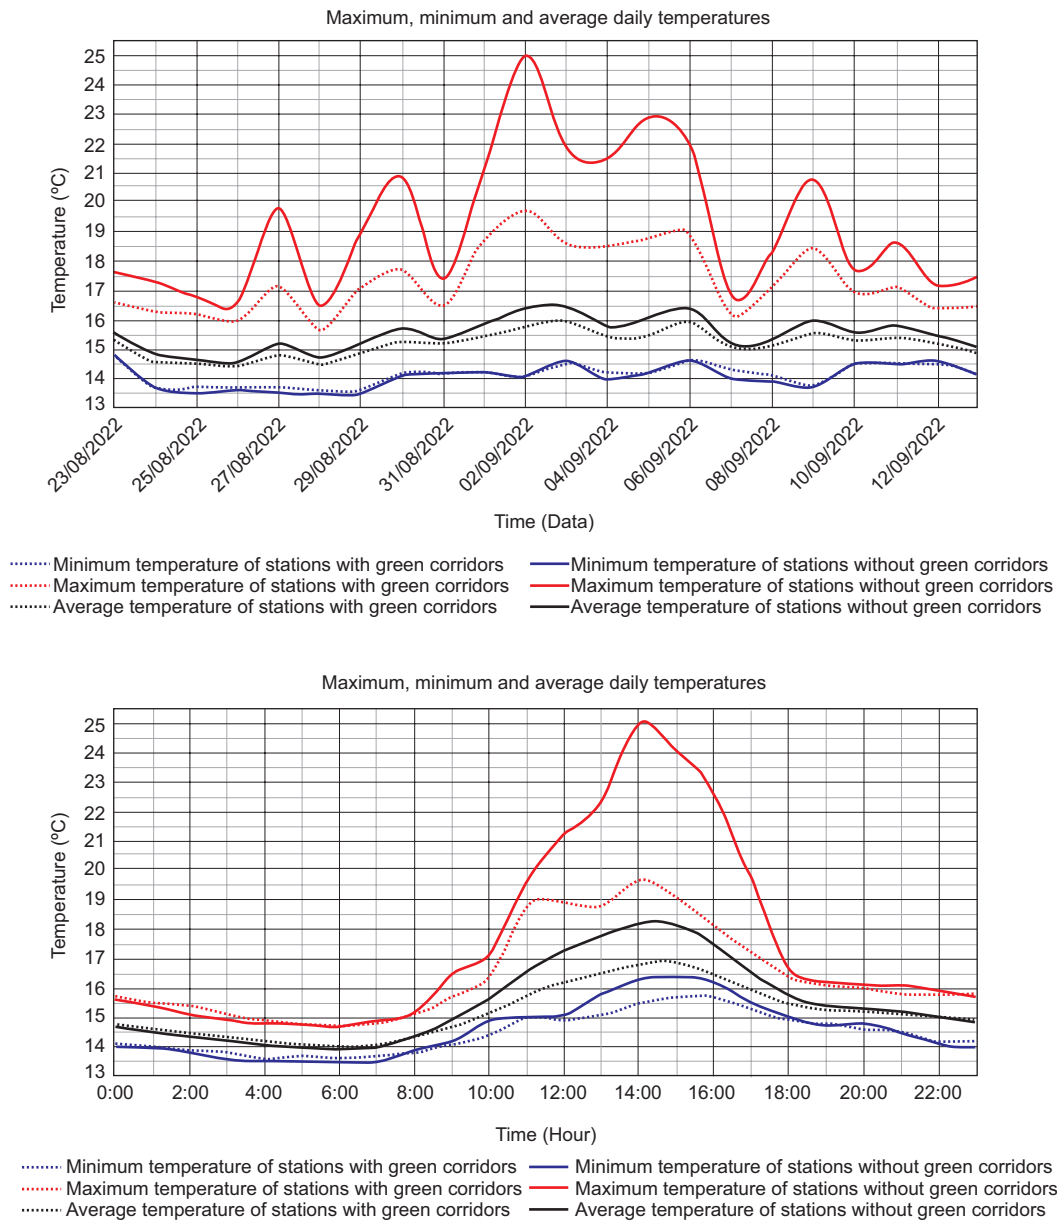 Maximum, minimum and average daily temperatures
Temperature (ºC)
25
24
23
22
21
20
19
18
17
16
15
14
13
23/08/2022
25/08/2022
27/08/2022
29/08/2022
31/08/2022
02/09/2022
04/09/2022
06/09/2022
08/09/2022
10/09/2022
12/09/2022
Time (Data)
Minimum temperature of stations with green corridors
Minimum temperature of stations without green corridors
Maximum temperature of stations with green corridors
Maximum temperature of stations without green corridors
Average temperature of stations with green corridors
Average temperature of stations without green corridors
Maximum, minimum and average daily temperatures
Temperature (ºC)
25
24
23
22
21
20
19
18
17
16
15
14
13
0:00 2:00 4:00 6:00 8:00 10:00 12:00 14:00 16:00 18:00 20:00 22:00
Time (Hour)
Minimum temperature of stations with green corridors
Minimum temperature of stations without green corridors
Maximum temperature of stations with green corridors
Maximum temperature of stations without green corridors
Average temperature of stations with green corridors
Average temperature of stations without green corridors